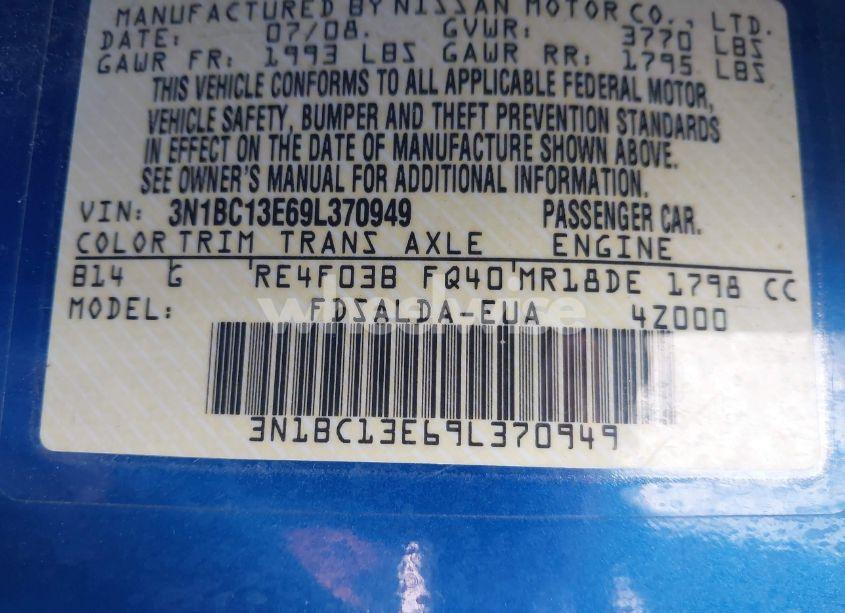 MANUFACTURED BY NISSAN MOTOR CO., LTD.
DATE: 07/08. GVWR: 3770 LBS
GAWR FR: 1993 LBS GAWR RR: 1795 LBS
THIS VEHICLE CONFORMS TO ALL APPLICABLE FEDERAL MOTOR,
VEHICLE SAFETY, BUMPER AND THEFT PREVENTION STANDARDS
IN EFFECT ON THE DATE OF MANUFACTURE SHOWN ABOVE.
SEE OWNER'S MANUAL FOR ADDITIONAL INFORMATION.
VIN: 3N1BC13E69L370949 PASSENGER CAR.
COLOR TRIM TRANS AXLE ENGINE
B14 G RE4F03B FQ40 MR18DE 1798 CC
MODEL: FDSALDA-EUA 4Z000
3N1BC13E69L370949